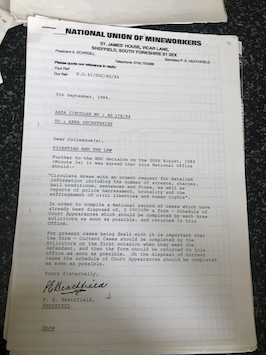 NATIONAL UNION OF MINEWORKERS
ST. JAMES' HOUSE, VICAR LANE,
SHEFFIELD, SOUTH YORKSHIRE S1 2EX
President A. SCARGILL
Telephone: 0742 700388
Secretary P. E. HEATHFIELD
Please quote our reference in reply:
Your Ref:
Our Ref:
5th September, 1984.
AREA CIRCULAR NO: AS 178/84
TO : AREA SECRETARIES
Dear Colleague(s),
PICKETING AND THE LAW
Further to the NEC decision on the 30th August, 1984
(Minute 3a) it was agreed that this National Office
should:-
"Circulate Areas with an urgent request for detailed
information including the number of arrests, charges,
bail conditions, sentences and fines, as well as
reports of police harassment, brutality and the
infringement of civil liberties and human rights".
In order to compile a National record of cases which have
already been disposed of, I include a form - Schedule of
Court Appearances which should be completed by each Area
solicitors as soon as possible, and returned to this
Office.
For present cases being dealt with it is important that
the form - Current Cases should be completed by the
Solicitors on the first occasion when they meet the
defendant, and then the form should be returned to this
office as soon as possible. On the disposal of current
cases the schedule of Court Appearances should be completed
as soon as possible.
Yours fraternally,
P E Heathfield
P. E. Heathfield,
Secretary.
Encs